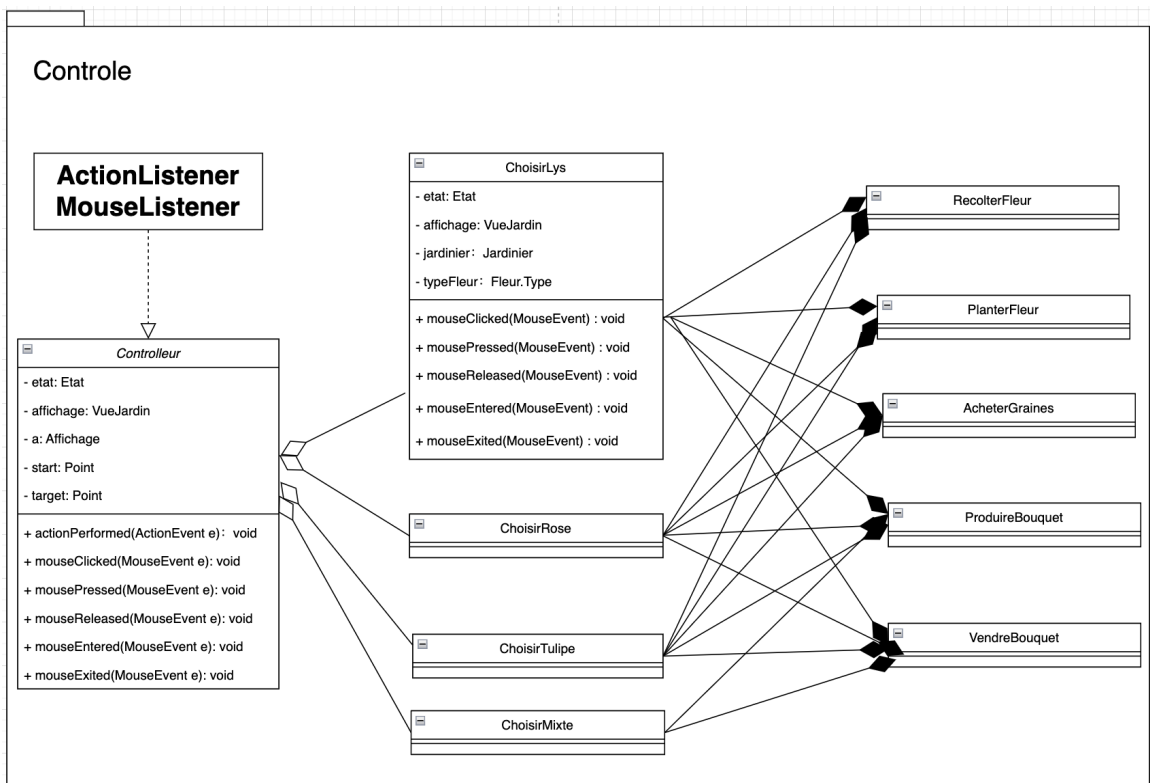 Controle
ActionListener
MouseListener
Controlleur
- etat: Etat
- affichage: VueJardin
- a: Affichage
- start: Point
- target: Point
+ actionPerformed(ActionEvent e): void
+ mouseClicked(MouseEvent e): void
+ mousePressed(MouseEvent e): void
+ mouseReleased(MouseEvent e): void
+ mouseEntered(MouseEvent e): void
+ mouseExited(MouseEvent e): void
ChoisirLys
- etat: Etat
- affichage: VueJardin
- jardinier: Jardinier
- typeFleur: Fleur.Type
+ mouseClicked(MouseEvent) : void
+ mousePressed(MouseEvent) : void
+ mouseReleased(MouseEvent) : void
+ mouseEntered(MouseEvent) : void
+ mouseExited(MouseEvent) : void
ChoisirRose
ChoisirTulipe
ChoisirMixte
RecolterFleur
PlanterFleur
AcheterGraines
ProduireBouquet
VendreBouquet